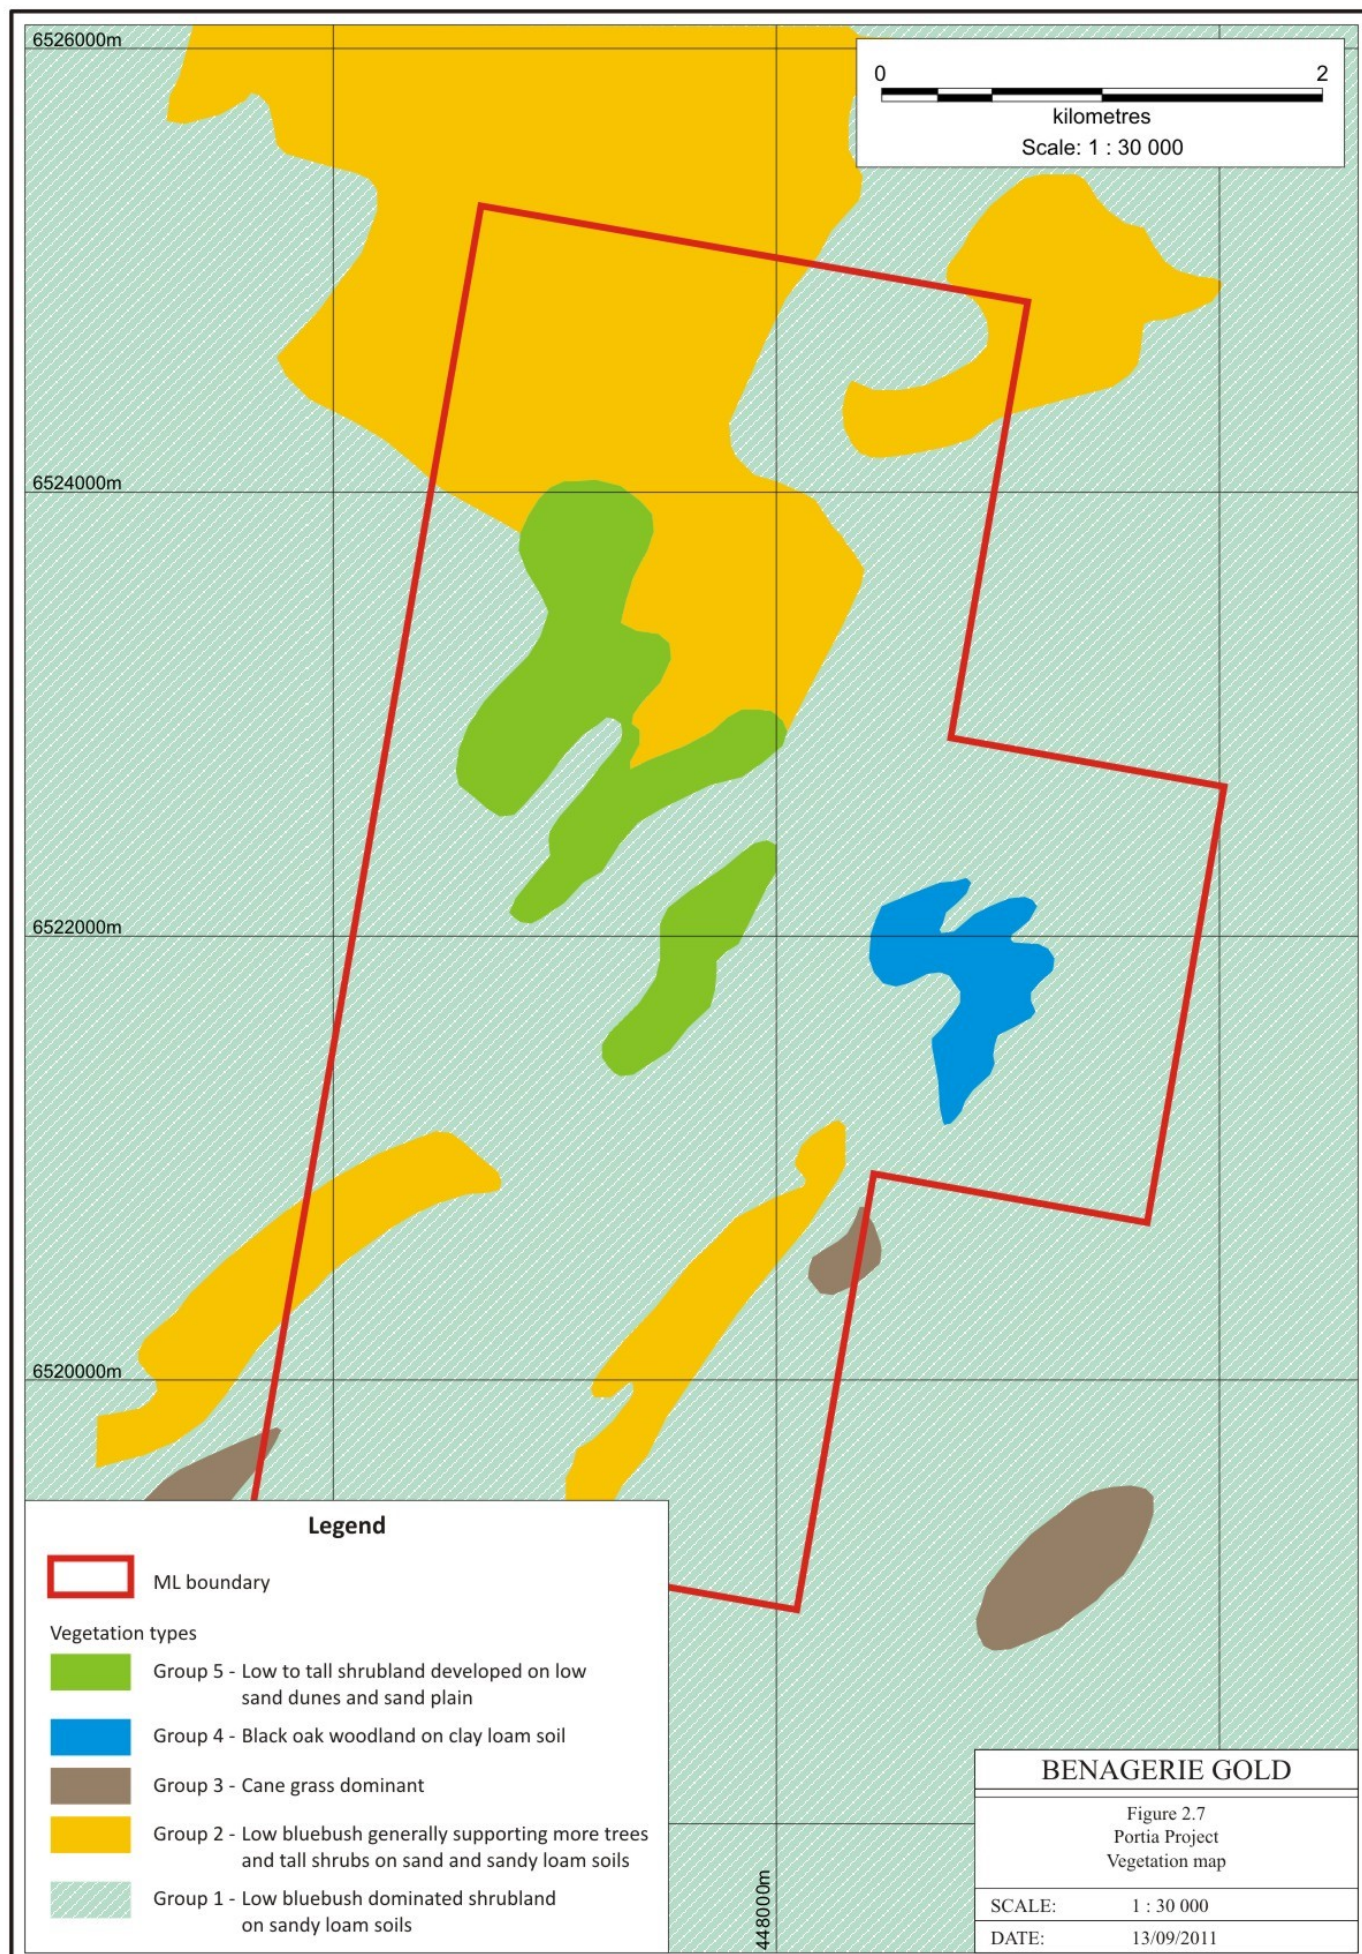 6526000m
0 2
kilometres
Scale: 1 : 30 000
6524000m
6522000m
6520000m
448000m
Legend
ML boundary
Vegetation types
Group 5 - Low to tall shrubland developed on low
sand dunes and sand plain
Group 4 - Black oak woodland on clay loam soil
Group 3 - Cane grass dominant
Group 2 - Low bluebush generally supporting more trees
and tall shrubs on sand and sandy loam soils
Group 1 - Low bluebush dominated shrubland
on sandy loam soils
BENAGERIE GOLD
Figure 2.7
Portia Project
Vegetation map
SCALE: 1 : 30 000
DATE: 13/09/2011